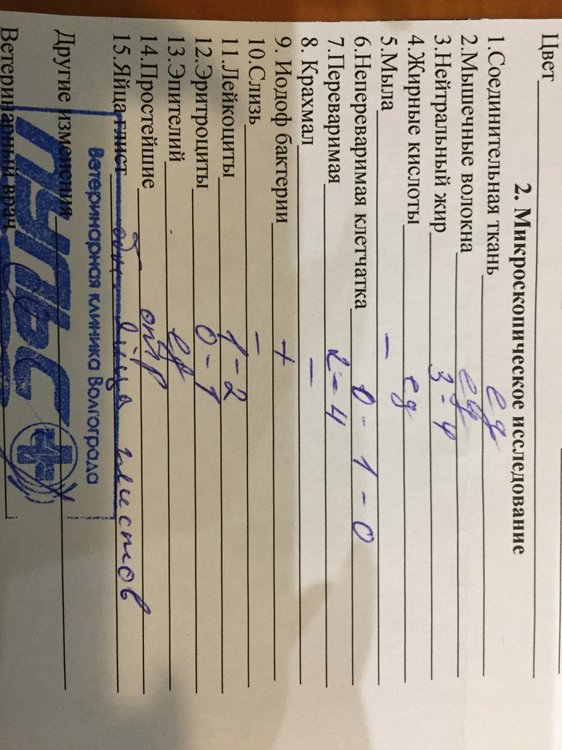 Цвет
2. Микроскопическое исследование
1.Соединительная ткань ед
2.Мышечные волокна ед
3.Нейтральный жир 3-4
4.Жирные кислоты ед
5.Мыла –
6.Непереваримая клетчатка 0-1-0
7.Переваримая 2-4
8. Крахмал –
9. Иодоф бактерии +
10.Слизь –
11.Лейкоциты 1-2
12.Эритроциты 0-1
13.Эпителий ед
14.Простейшие отр
15.Яйца глист яйца глистов
Другие изменения
Ветеринарный врач
Ветеринарная клиника Волгограда
ПУЛЬС